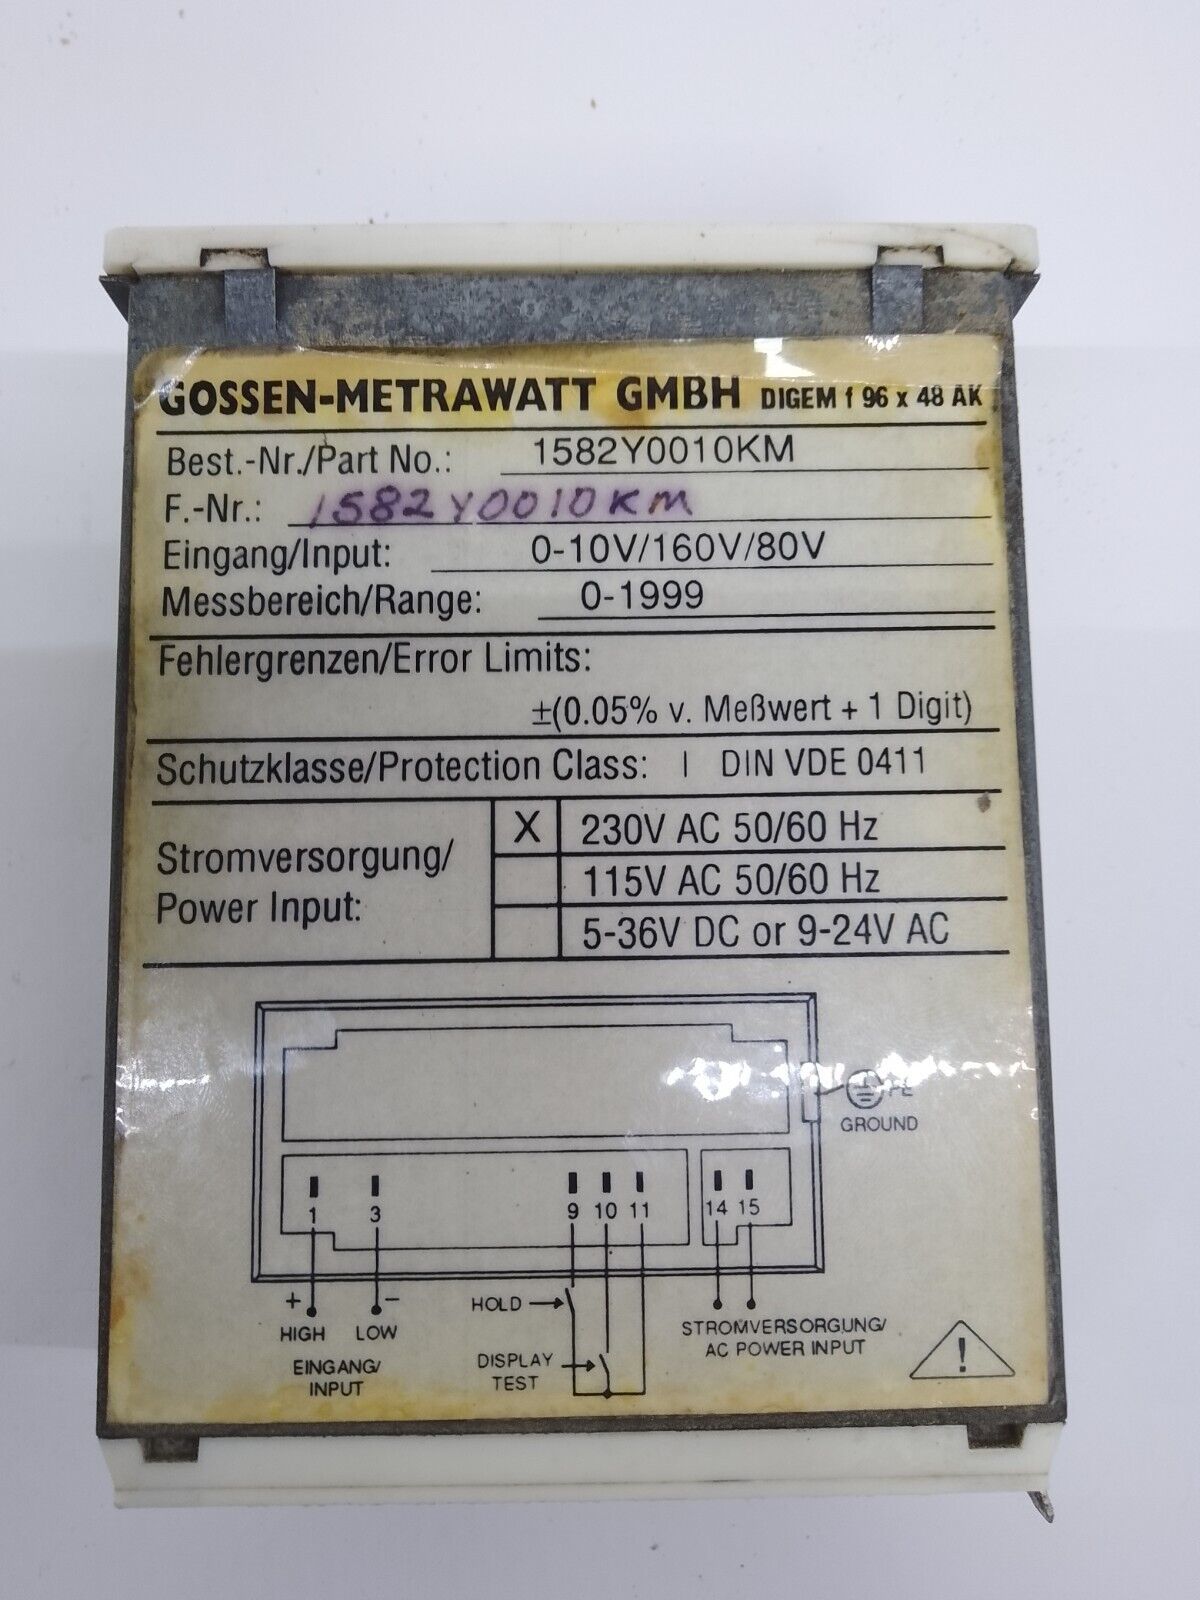 GOSSEN-METRAWATT GMBH DIGEM f 96 x 48 AK
Best.-Nr./Part No.: 1582Y0010KM
F.-Nr.: 1582Y0010KM
Eingang/Input: 0-10V/160V/80V
Messbereich/Range: 0-1999
Fehlergrenzen/Error Limits:
±(0.05% v. Meßwert + 1 Digit)
Schutzklasse/Protection Class: I DIN VDE 0411
Stromversorgung/
Power Input:
X 230V AC 50/60 Hz
115V AC 50/60 Hz
5-36V DC or 9-24V AC
PE
GROUND
1 3 9 10 11 14 15
+ -
HIGH LOW
EINGANG/
INPUT
HOLD
DISPLAY
TEST
STROMVERSORGUNG/
AC POWER INPUT
!